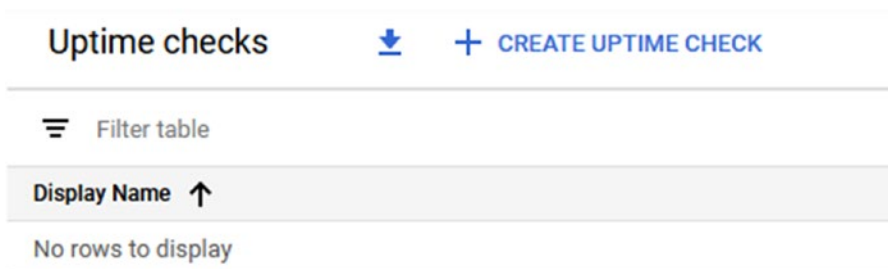 Uptime checks + CREATE UPTIME CHECK
Filter table
Display Name ↑
No rows to display